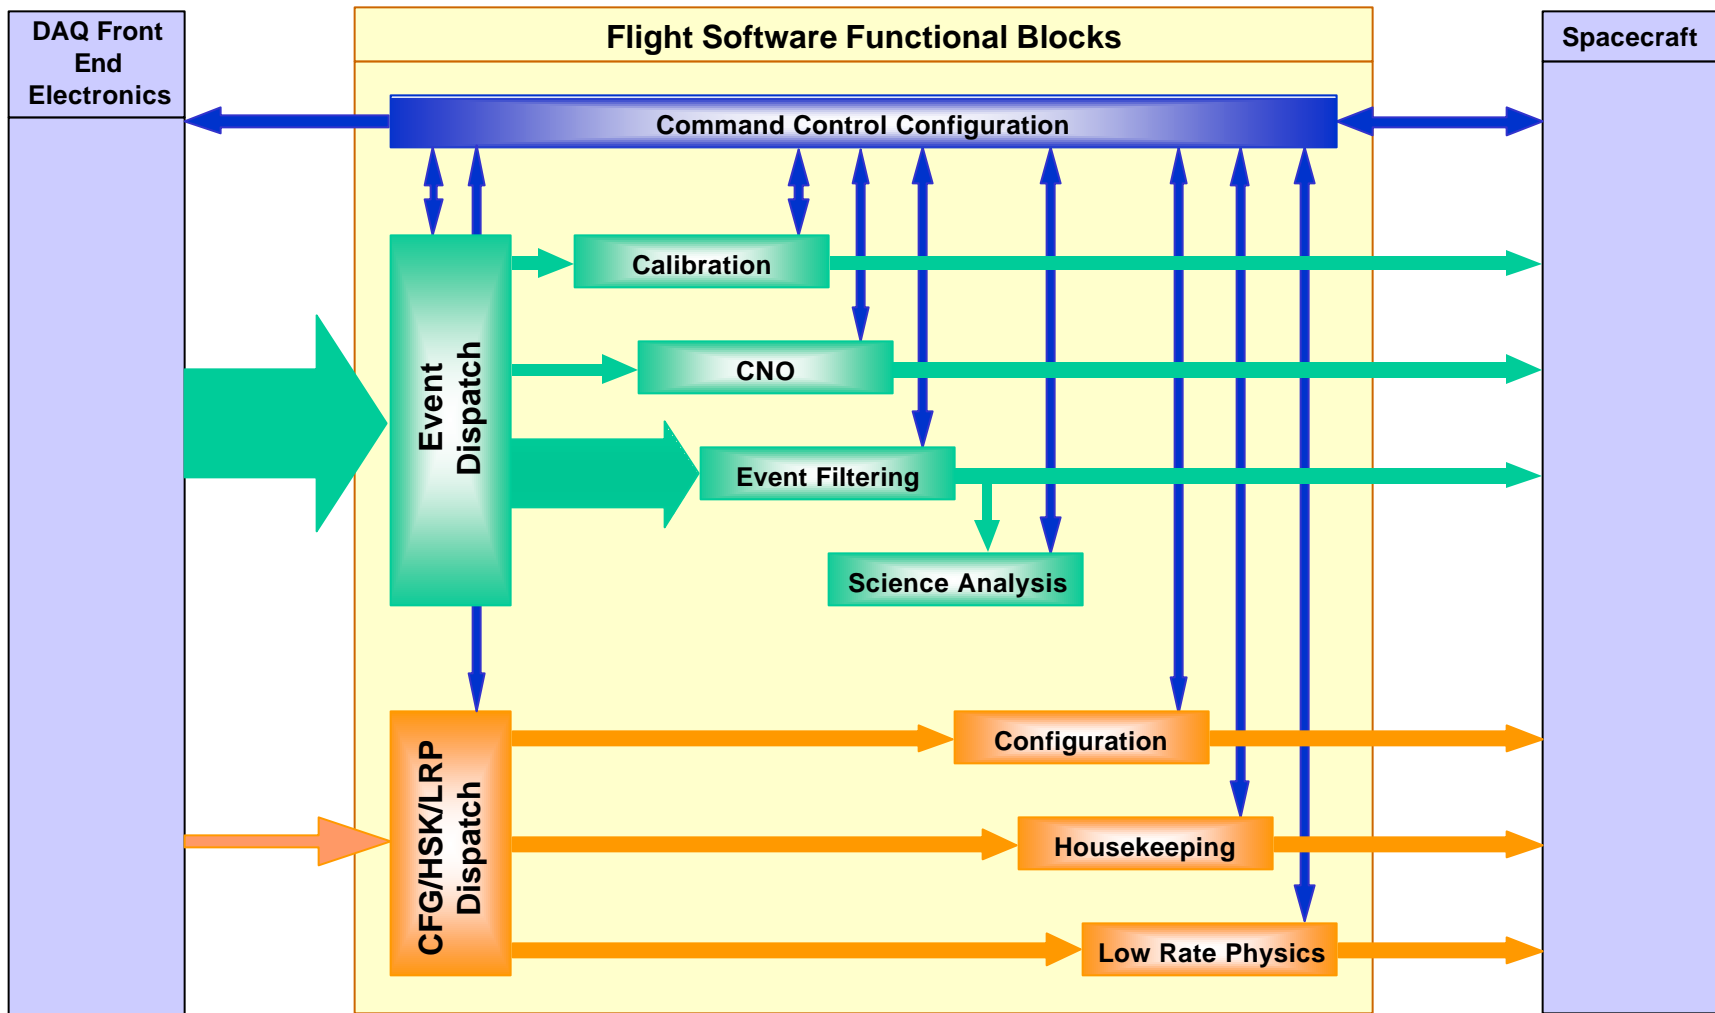 DAQ Front
End
Electronics
Flight Software Functional Blocks
Spacecraft
Command Control Configuration
Calibration
CNO
Event
Dispatch
Event Filtering
Science Analysis
CFG/HSK/LRP
Dispatch
Configuration
Housekeeping
Low Rate Physics